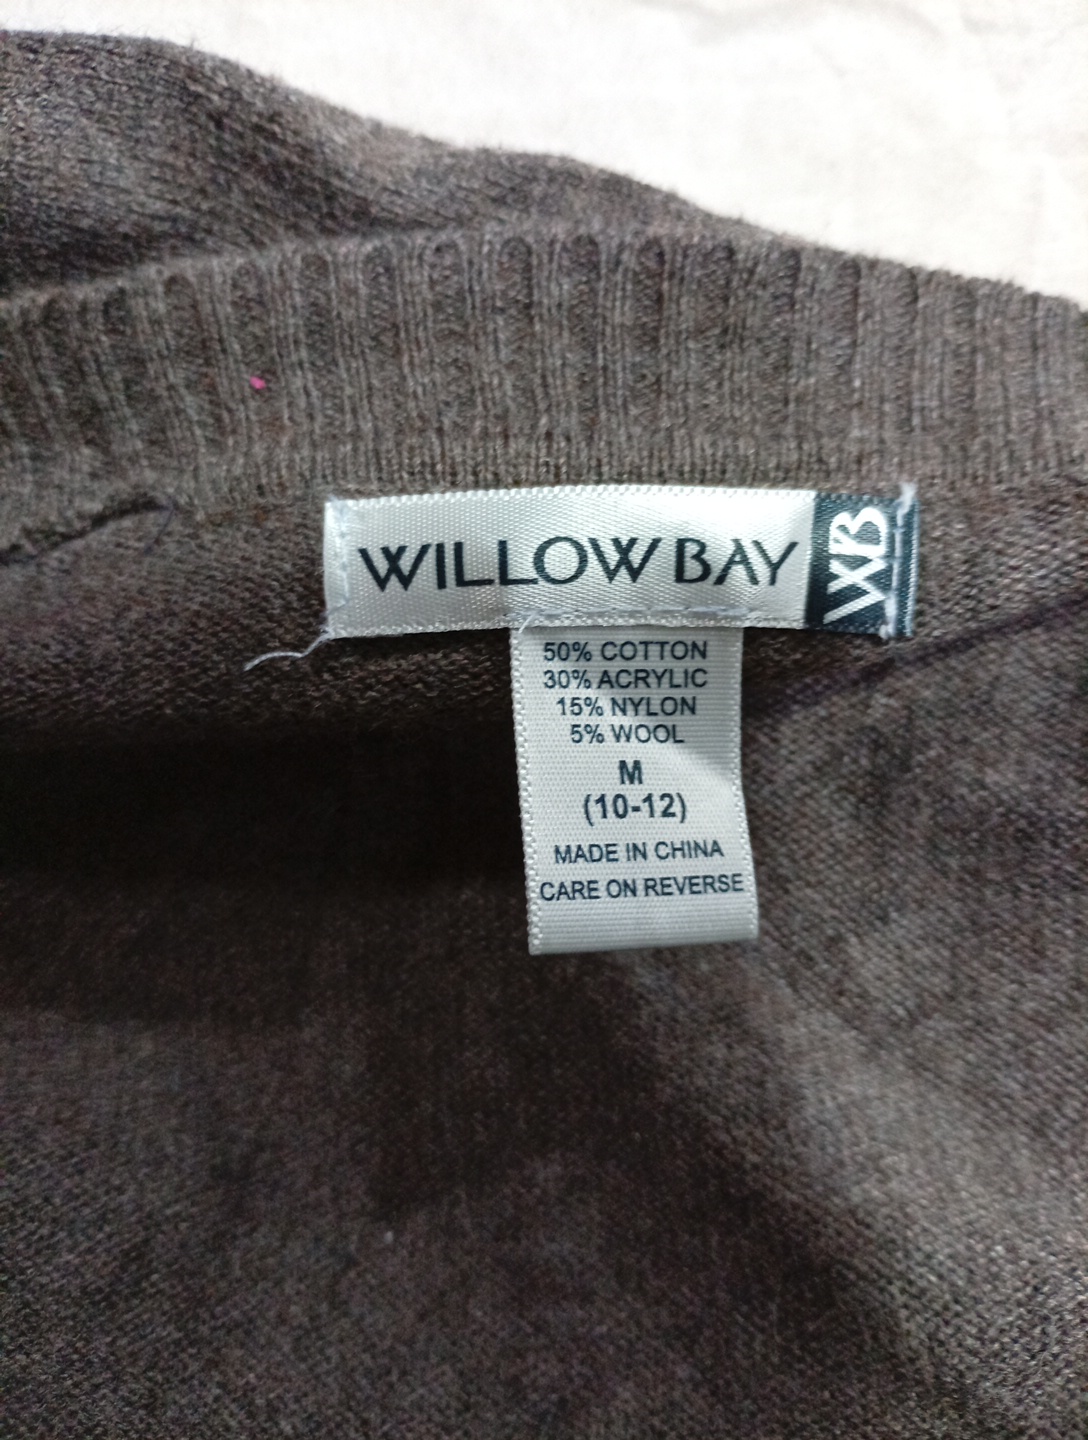 WILLOW BAY WB
50% COTTON
30% ACRYLIC
15% NYLON
5% WOOL
M
(10-12)
MADE IN CHINA
CARE ON REVERSE